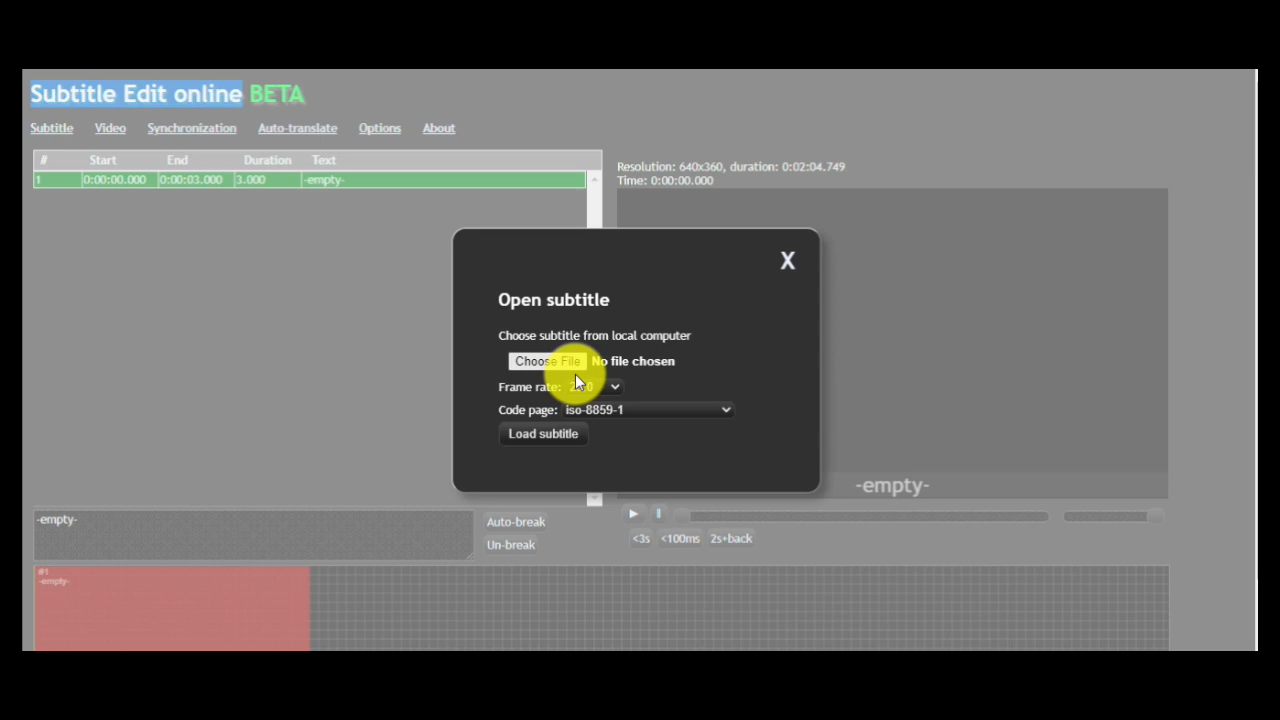 Subtitle Edit online BETA
Subtitle Video Synchronization Auto-translate Options About
# Start End Duration Text
1 0:00:00.000 0:00:03.000 3.000 -empty-
Resolution: 640x360, duration: 0:02:04.749
Time: 0:00:00.000
X
Open subtitle
Choose subtitle from local computer
Choose File No file chosen
Frame rate:
Code page: iso-8859-1
Load subtitle
-empty-
-empty-
Auto-break
Un-break
<3s <100ms 2s+back
#1
-empty-